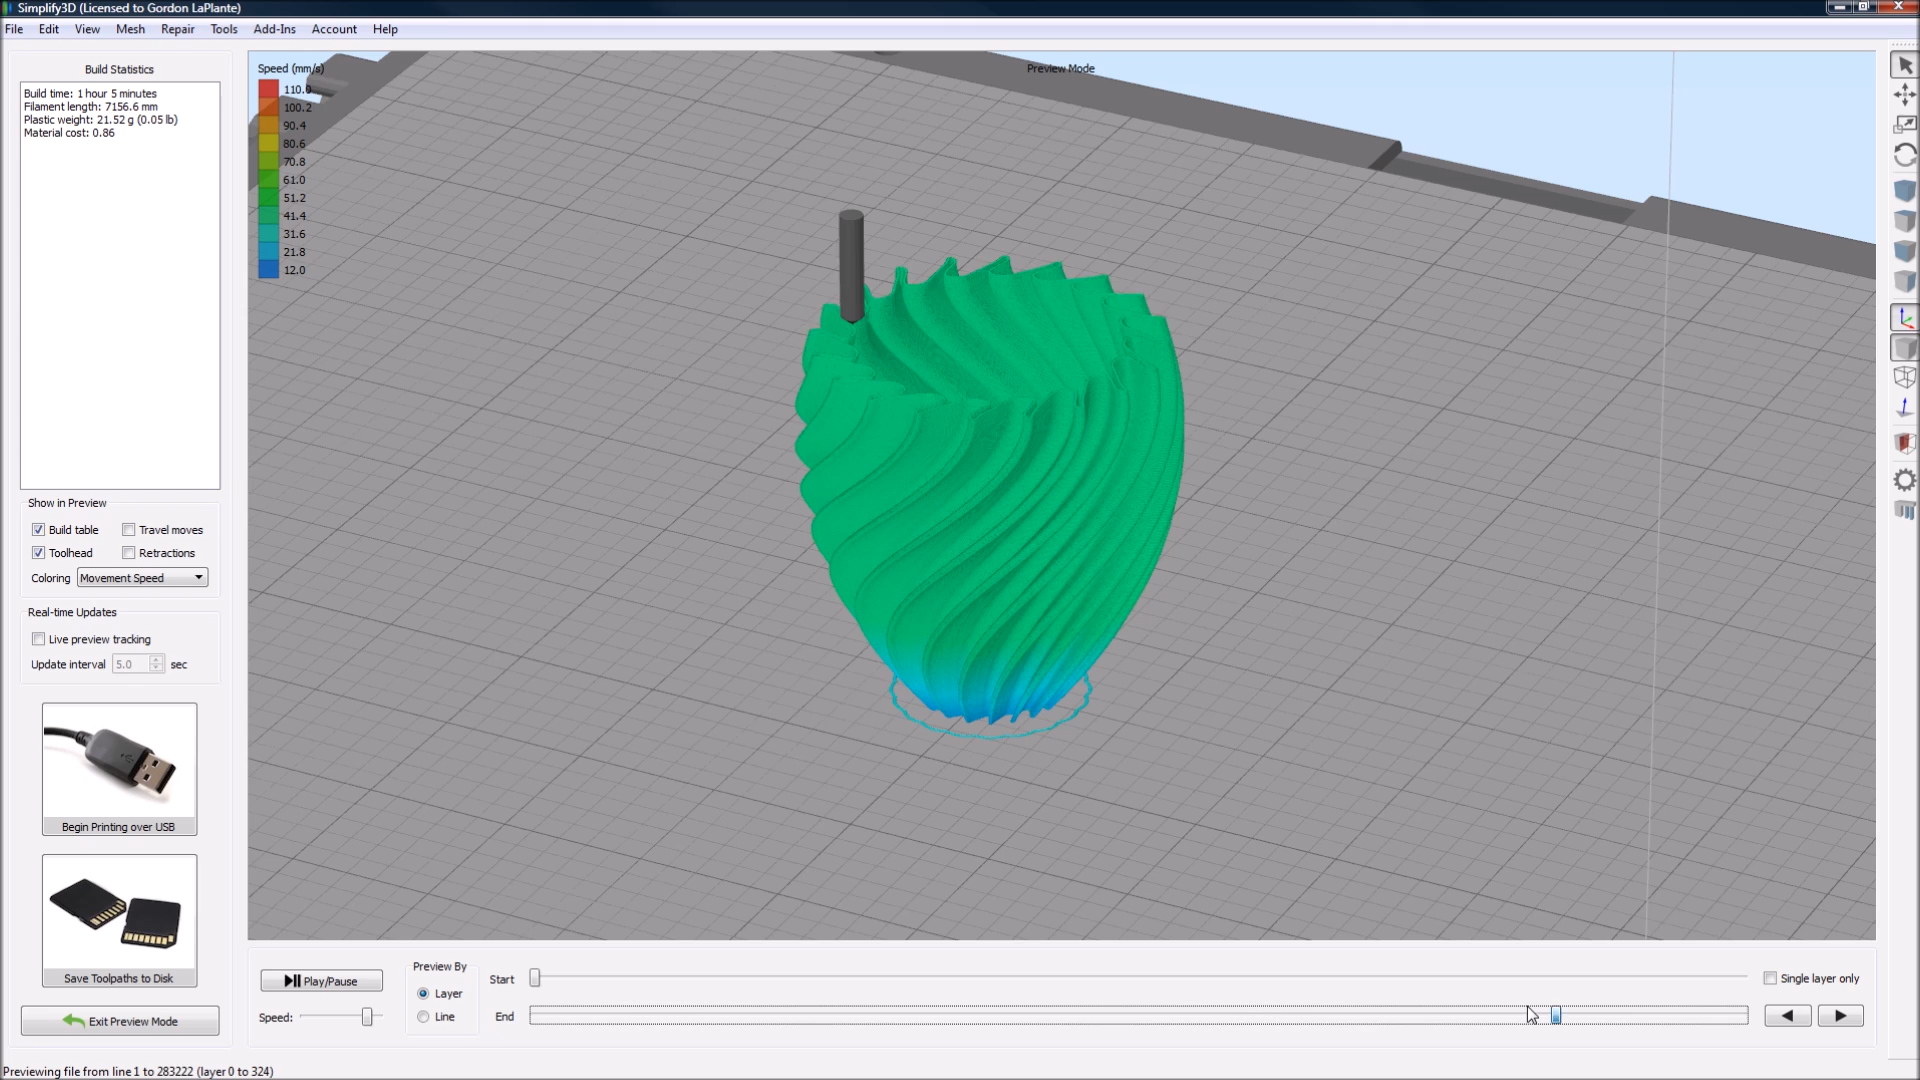 Simplify3D (Licensed to Gordon LaPlante)
File Edit View Mesh Repair Tools Add-Ins Account Help
Build Statistics
Build time: 1 hour 5 minutes
Filament length: 7156.6 mm
Plastic weight: 21.52 g (0.05 lb)
Material cost: 0.86
Show in Preview
Build table Travel moves
Toolhead Retractions
Coloring Movement Speed
Real-time Updates
Live preview tracking
Update interval 5.0 sec
Begin Printing over USB
Save Toolpaths to Disk
Exit Preview Mode
Speed (mm/s)
110.0
100.2
90.4
80.6
70.8
61.0
51.2
41.4
31.6
21.8
12.0
Preview Mode
Play/Pause
Speed:
Preview By
Layer
Line
Start
End
Single layer only
Previewing file from line 1 to 283222 (layer 0 to 324)